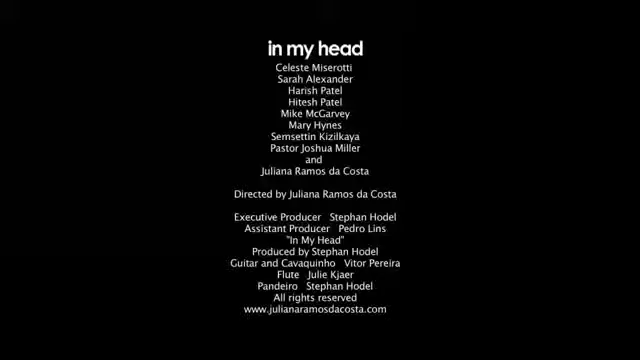 in my head
Celeste Miserotti
Sarah Alexander
Harish Patel
Hitesh Patel
Mike McGarvey
Mary Hynes
Semsettin Kizilkaya
Pastor Joshua Miller
and
Juliana Ramos da Costa
Directed by Juliana Ramos da Costa
Executive Producer Stephan Hodel
Assistant Producer Pedro Lins
"In My Head"
Produced by Stephan Hodel
Guitar and Cavaquinho Vitor Pereira
Flute Julie Kjaer
Pandeiro Stephan Hodel
All rights reserved
www.julianaramosdacosta.com